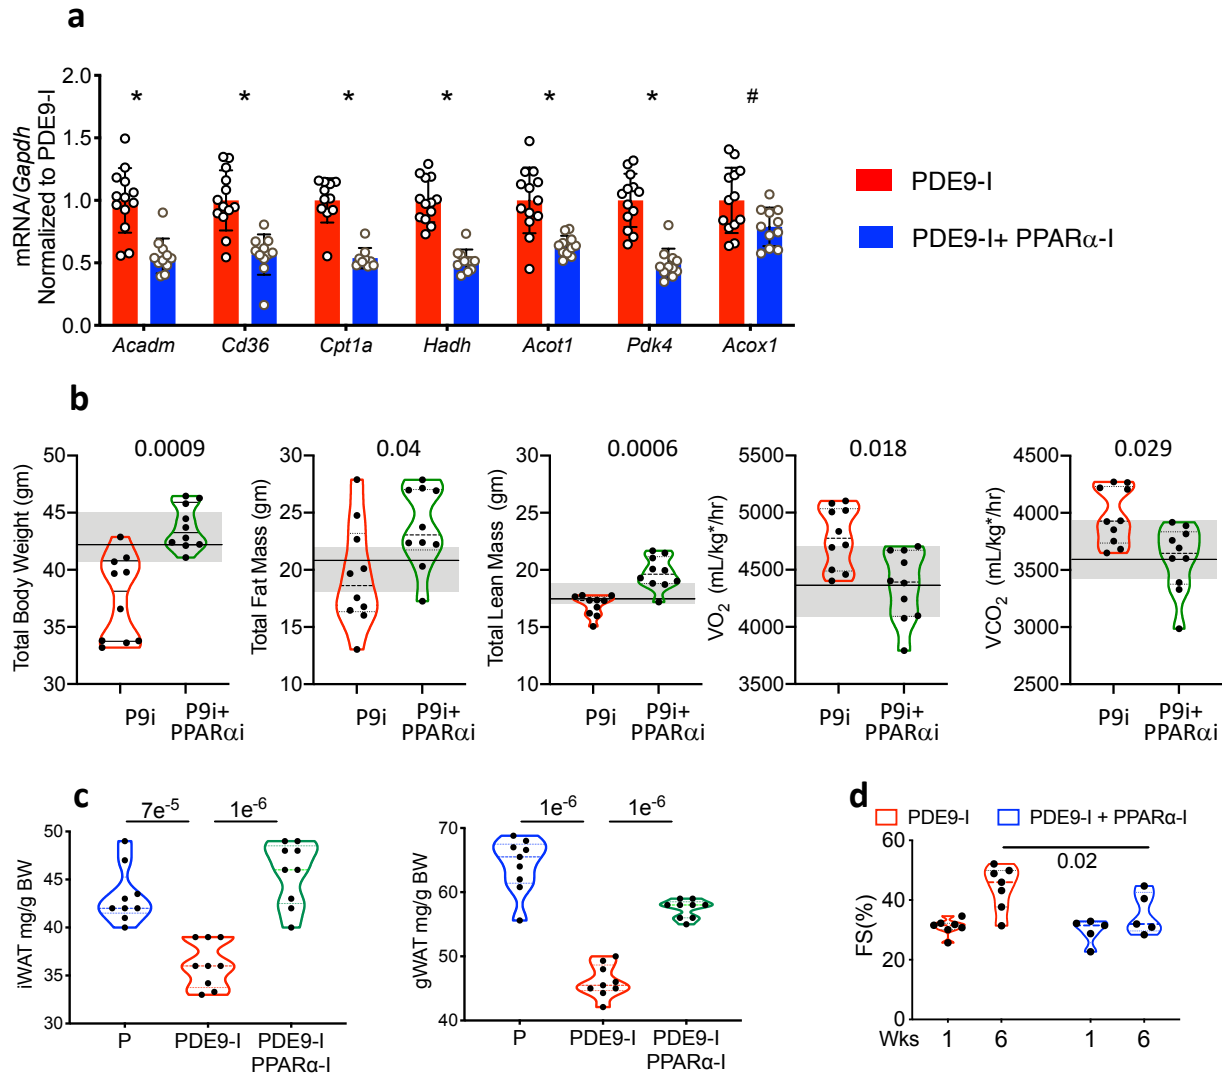 a
mRNA/Gapdh
Normalized to PDE9-I
2.0
1.5
1.0
0.5
0.0
* * * * * * #
Acadm Cd36 Cpt1a Hadh Acot1 Pdk4 Acox1
PDE9-I
PDE9-I+ PPARα-I
b
0.0009
Total Body Weight (gm)
50
45
40
35
30
P9i P9i+
PPARαi
0.04
Total Fat Mass (gm)
30
25
20
15
10
P9i P9i+
PPARαi
0.0006
Total Lean Mass (gm)
30
25
20
15
10
P9i P9i+
PPARαi
0.018
VO2 (mL/kg*/hr)
5500
5000
4500
4000
3500
P9i P9i+
PPARαi
0.029
VCO2 (mL/kg*/hr)
4500
4000
3500
3000
2500
P9i P9i+
PPARαi
c
7e-5 1e-6
iWAT mg/g BW
50
45
40
35
30
P PDE9-I PDE9-I
PPARα-I
1e-6 1e-6
gWAT mg/g BW
70
60
50
40
P PDE9-I PDE9-I
PPARα-I
d
PDE9-I PDE9-I + PPARα-I
0.02
FS(%)
60
40
20
0
Wks 1 6 1 6